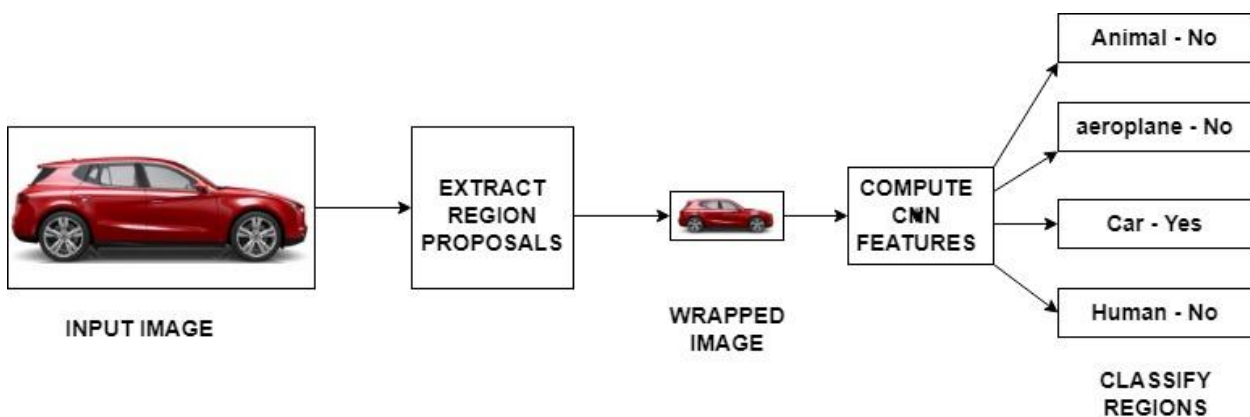 INPUT IMAGE
EXTRACT
REGION
PROPOSALS
WRAPPED
IMAGE
COMPUTE
CNN
FEATURES
Animal - No
aeroplane - No
Car - Yes
Human - No
CLASSIFY
REGIONS